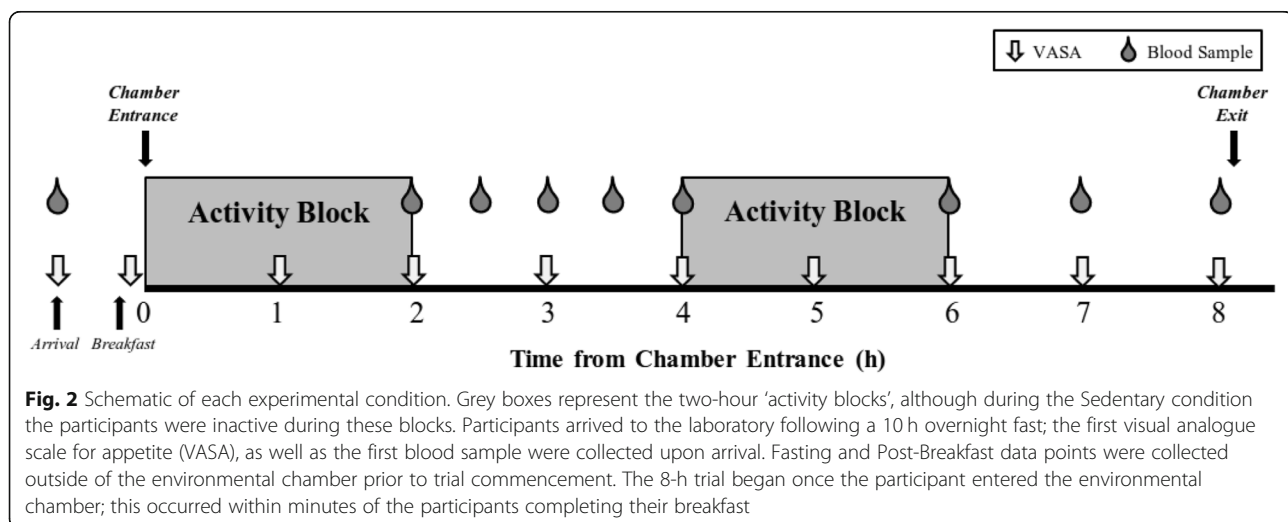 VASA Blood Sample
Chamber
Entrance
Chamber
Exit
Activity Block
Activity Block
0 1 2 3 4 5 6 7 8
Arrival Breakfast
Time from Chamber Entrance (h)
Fig. 2 Schematic of each experimental condition. Grey boxes represent the two-hour ‘activity blocks’, although during the Sedentary condition
the participants were inactive during these blocks. Participants arrived to the laboratory following a 10 h overnight fast; the first visual analogue
scale for appetite (VASA), as well as the first blood sample were collected upon arrival. Fasting and Post-Breakfast data points were collected
outside of the environmental chamber prior to trial commencement. The 8-h trial began once the participant entered the environmental
chamber; this occurred within minutes of the participants completing their breakfast